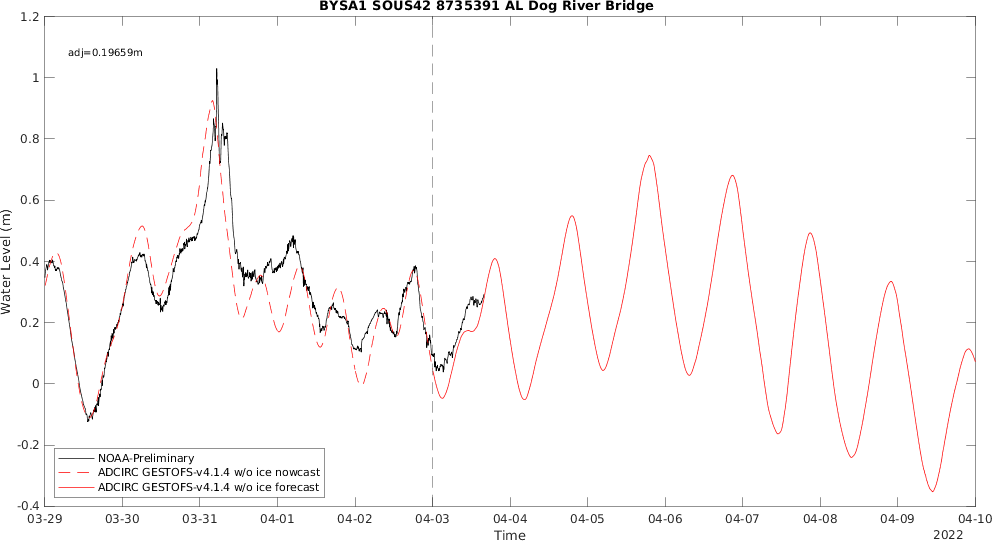 BYSA1 SOUS42 8735391 AL Dog River Bridge
adj=0.19659m
Water Level (m)
1.2
1
0.8
0.6
0.4
0.2
0
-0.2
-0.4
NOAA-Preliminary
ADCIRC GESTOFS-v4.1.4 w/o ice nowcast
ADCIRC GESTOFS-v4.1.4 w/o ice forecast
03-29 03-30 03-31 04-01 04-02 04-03 04-04 04-05 04-06 04-07 04-08 04-09 04-10
Time
2022